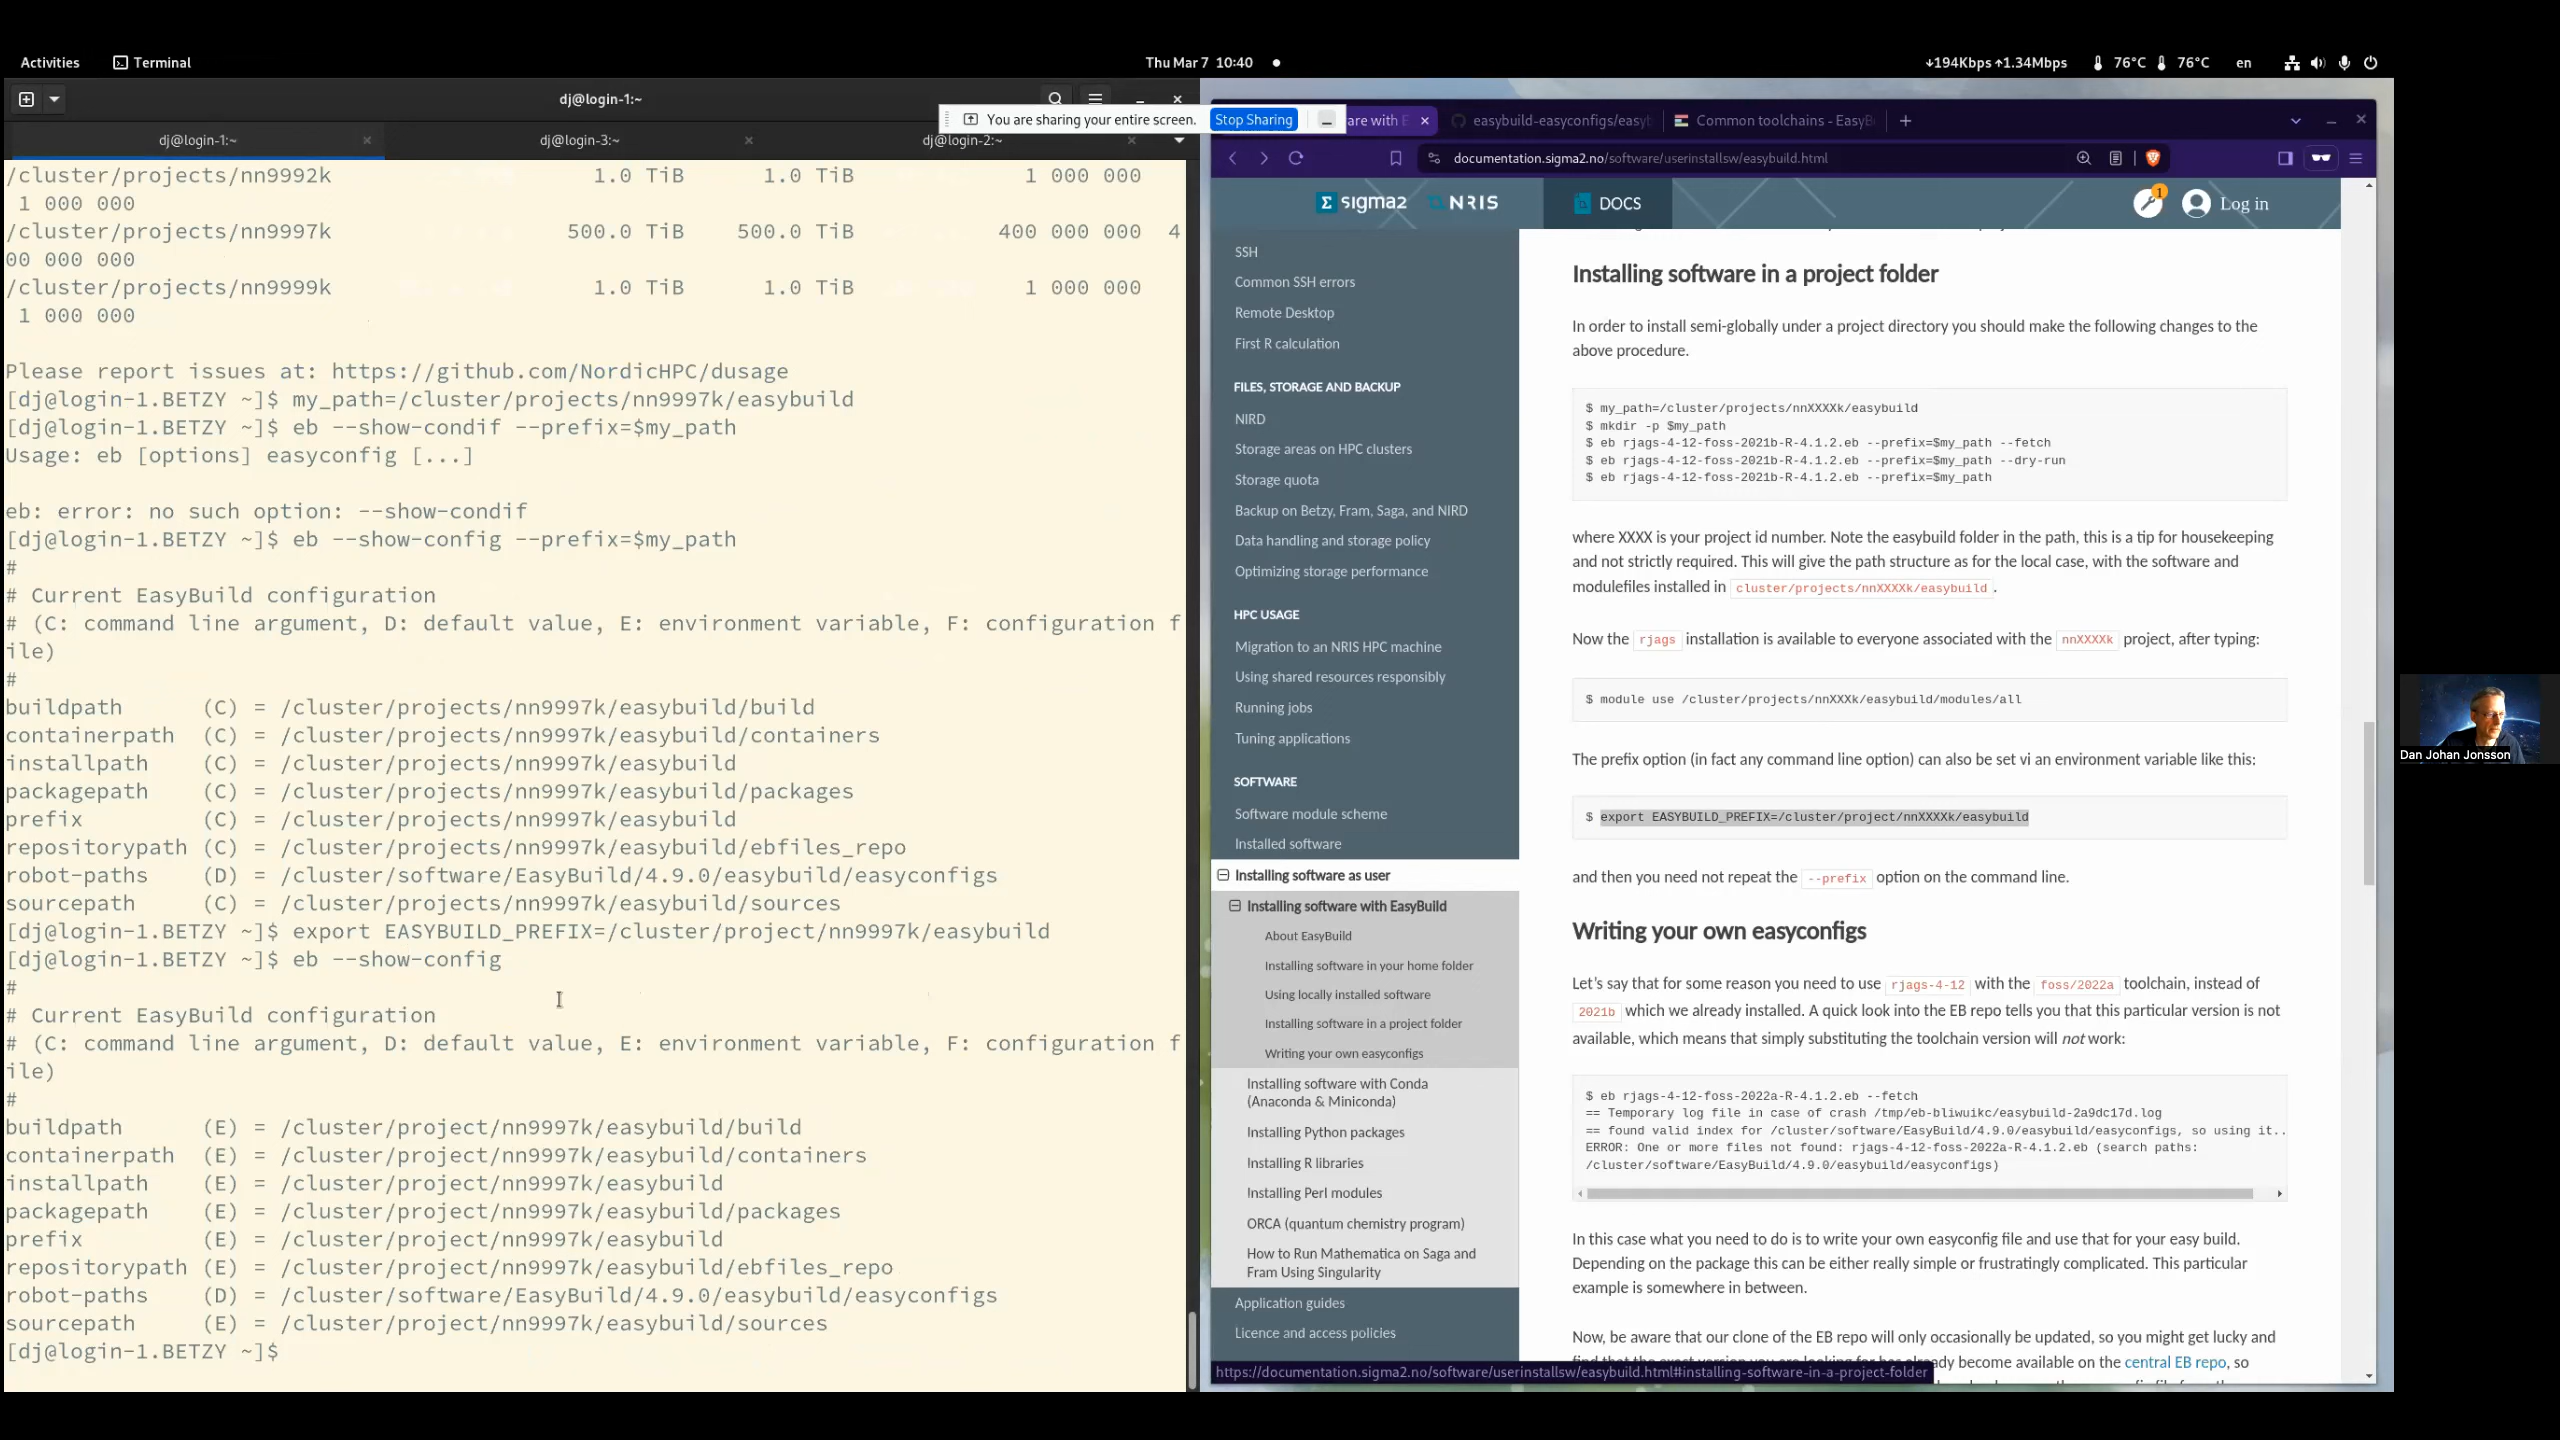 Activities
Terminal
Thu Mar 7 10:40
↓194Kbps ↑1.34Mbps
76°C
76°C
en
dj@login-1:~
dj@login-1:~
dj@login-3:~
dj@login-2:~
/cluster/projects/nn9992k 1.0 TiB 1.0 TiB 1 000 000
1 000 000
/cluster/projects/nn9997k 500.0 TiB 500.0 TiB 400 000 000 4
00 000 000
/cluster/projects/nn9999k 1.0 TiB 1.0 TiB 1 000 000
1 000 000
Please report issues at: https://github.com/NordicHPC/dusage
[dj@login-1.BETZY ~]$ my_path=/cluster/projects/nn9997k/easybuild
[dj@login-1.BETZY ~]$ eb --show-condif --prefix=$my_path
Usage: eb [options] easyconfig [...]
eb: error: no such option: --show-condif
[dj@login-1.BETZY ~]$ eb --show-config --prefix=$my_path
#
# Current EasyBuild configuration
# (C: command line argument, D: default value, E: environment variable, F: configuration f
ile)
#
buildpath (C) = /cluster/projects/nn9997k/easybuild/build
containerpath (C) = /cluster/projects/nn9997k/easybuild/containers
installpath (C) = /cluster/projects/nn9997k/easybuild
packagepath (C) = /cluster/projects/nn9997k/easybuild/packages
prefix (C) = /cluster/projects/nn9997k/easybuild
repositorypath (C) = /cluster/projects/nn9997k/easybuild/ebfiles_repo
robot-paths (D) = /cluster/software/EasyBuild/4.9.0/easybuild/easyconfigs
sourcepath (C) = /cluster/projects/nn9997k/easybuild/sources
[dj@login-1.BETZY ~]$ export EASYBUILD_PREFIX=/cluster/project/nn9997k/easybuild
[dj@login-1.BETZY ~]$ eb --show-config
#
# Current EasyBuild configuration
# (C: command line argument, D: default value, E: environment variable, F: configuration f
ile)
#
buildpath (E) = /cluster/project/nn9997k/easybuild/build
containerpath (E) = /cluster/project/nn9997k/easybuild/containers
installpath (E) = /cluster/project/nn9997k/easybuild
packagepath (E) = /cluster/project/nn9997k/easybuild/packages
prefix (E) = /cluster/project/nn9997k/easybuild
repositorypath (E) = /cluster/project/nn9997k/easybuild/ebfiles_repo
robot-paths (D) = /cluster/software/EasyBuild/4.9.0/easybuild/easyconfigs
sourcepath (E) = /cluster/project/nn9997k/easybuild/sources
[dj@login-1.BETZY ~]$
You are sharing your entire screen.
Stop Sharing
are with E
easybuild-easyconfigs/easyb
Common toolchains - EasyB
documentation.sigma2.no/software/userinstallsw/easybuild.html
Σ sigma2
NRIS
DOCS
1
Log in
SSH
Common SSH errors
Remote Desktop
First R calculation
FILES, STORAGE AND BACKUP
NIRD
Storage areas on HPC clusters
Storage quota
Backup on Betzy, Fram, Saga, and NIRD
Data handling and storage policy
Optimizing storage performance
HPC USAGE
Migration to an NRIS HPC machine
Using shared resources responsibly
Running jobs
Tuning applications
SOFTWARE
Software module scheme
Installed software
Installing software as user
Installing software with EasyBuild
About EasyBuild
Installing software in your home folder
Using locally installed software
Installing software in a project folder
Writing your own easyconfigs
Installing software with Conda
(Anaconda & Miniconda)
Installing Python packages
Installing R libraries
Installing Perl modules
ORCA (quantum chemistry program)
How to Run Mathematica on Saga and
Fram Using Singularity
Application guides
Licence and access policies
https://documentation.sigma2.no/software/userinstallsw/easybuild.html#installing-software-in-a-project-folder
Installing software in a project folder
In order to install semi-globally under a project directory you should make the following changes to the
above procedure.
$ my_path=/cluster/projects/nnXXXXk/easybuild
$ mkdir -p $my_path
$ eb rjags-4-12-foss-2021b-R-4.1.2.eb --prefix=$my_path --fetch
$ eb rjags-4-12-foss-2021b-R-4.1.2.eb --prefix=$my_path --dry-run
$ eb rjags-4-12-foss-2021b-R-4.1.2.eb --prefix=$my_path
where XXXX is your project id number. Note the easybuild folder in the path, this is a tip for housekeeping
and not strictly required. This will give the path structure as for the local case, with the software and
modulefiles installed in cluster/projects/nnXXXXk/easybuild .
Now the rjags installation is available to everyone associated with the nnXXXXk project, after typing:
$ module use /cluster/projects/nnXXXk/easybuild/modules/all
The prefix option (in fact any command line option) can also be set vi an environment variable like this:
$ export EASYBUILD_PREFIX=/cluster/project/nnXXXXk/easybuild
and then you need not repeat the --prefix option on the command line.
Writing your own easyconfigs
Let's say that for some reason you need to use rjags-4-12 with the foss/2022a toolchain, instead of
2021b which we already installed. A quick look into the EB repo tells you that this particular version is not
available, which means that simply substituting the toolchain version will not work:
$ eb rjags-4-12-foss-2022a-R-4.1.2.eb --fetch
== Temporary log file in case of crash /tmp/eb-bliwuikc/easybuild-2a9dc17d.log
== found valid index for /cluster/software/EasyBuild/4.9.0/easybuild/easyconfigs, so using it..
ERROR: One or more files not found: rjags-4-12-foss-2022a-R-4.1.2.eb (search paths:
/cluster/software/EasyBuild/4.9.0/easybuild/easyconfigs)
In this case what you need to do is to write your own easyconfig file and use that for your easy build.
Depending on the package this can be either really simple or frustratingly complicated. This particular
example is somewhere in between.
Now, be aware that our clone of the EB repo will only occasionally be updated, so you might get lucky and
already become available on the central EB repo, so
Dan Johan Jonsson